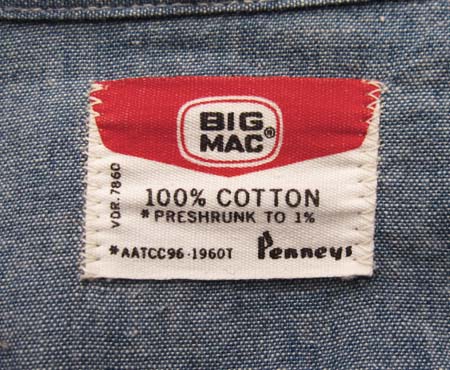 BIG
MAC®
VDR. 7860
100% COTTON
*PRESHRUNK TO 1%
*AATCC96-1960T Penneys